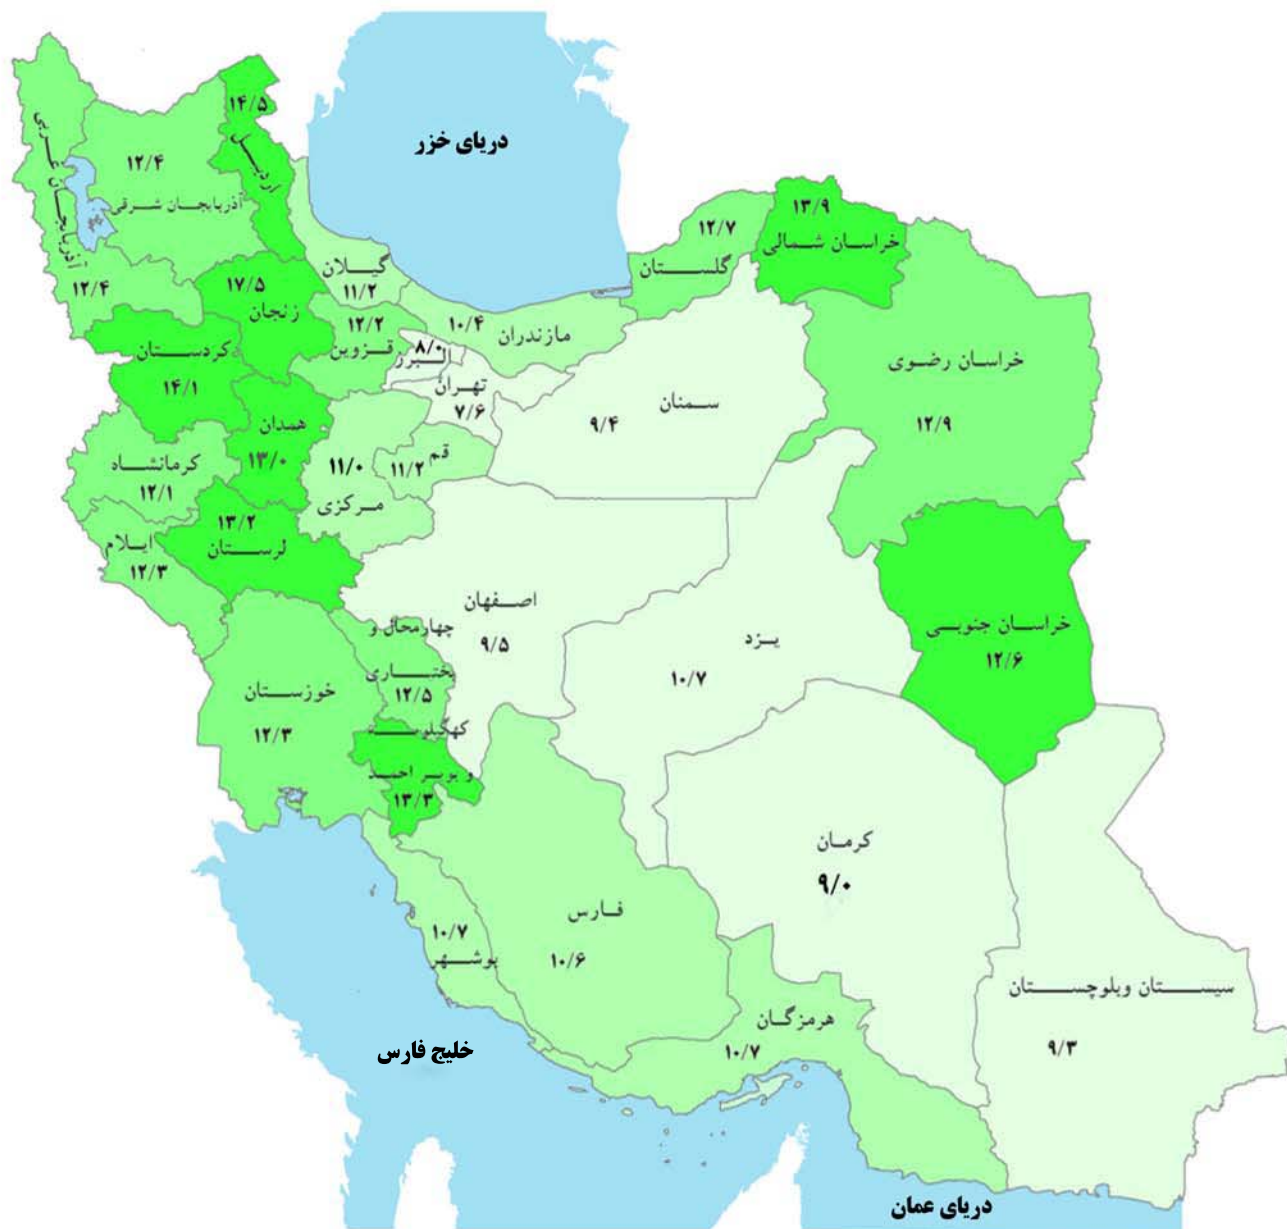 ۱۴/۵
اردبیل
دریای خزر
۱۲/۴
آذربایجان شرقی
آذربایجان غربی
۱۲/۴
۱۳/۹
خراسان شمالی
۱۲/۷
گلستان
گیلان
۱۱/۲
۱۷/۵
زنجان
۱۰/۴
مازندران
۱۲/۲
قزوین
۸/۰
البرز
تهران
۷/۶
خراسان رضوی
۱۲/۹
کردستان
۱۴/۱
سمنان
۹/۴
همدان
۱۳/۰
کرمانشاه
۱۲/۱
۱۱/۰
مرکزی
قم
۱۱/۲
۱۳/۲
لرستان
ایلام
۱۲/۳
اصفهان
۹/۵
یزد
۱۰/۷
خراسان جنوبی
۱۲/۶
چهارمحال و
بختیاری
۱۲/۵
خوزستان
۱۲/۳
کهگیلویه
و بویر احمد
۱۳/۳
کرمان
۹/۰
فارس
۱۰/۶
۱۰/۷
بوشهر
سیستان وبلوچستان
۹/۳
هرمزگان
۱۰/۷
خلیج فارس
دریای عمان